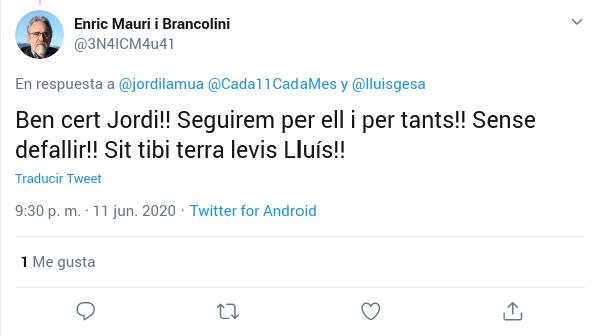 Enric Mauri i Brancolini
@3N4ICM4u41
En respuesta a @jordilamua @Cada11CadaMes y @lluisgesa
Ben cert Jordi!! Seguirem per ell i per tants!! Sense
defallir!! Sit tibi terra levis Lluís!!
Traducir Tweet
9:30 p. m. · 11 jun. 2020 · Twitter for Android
1 Me gusta